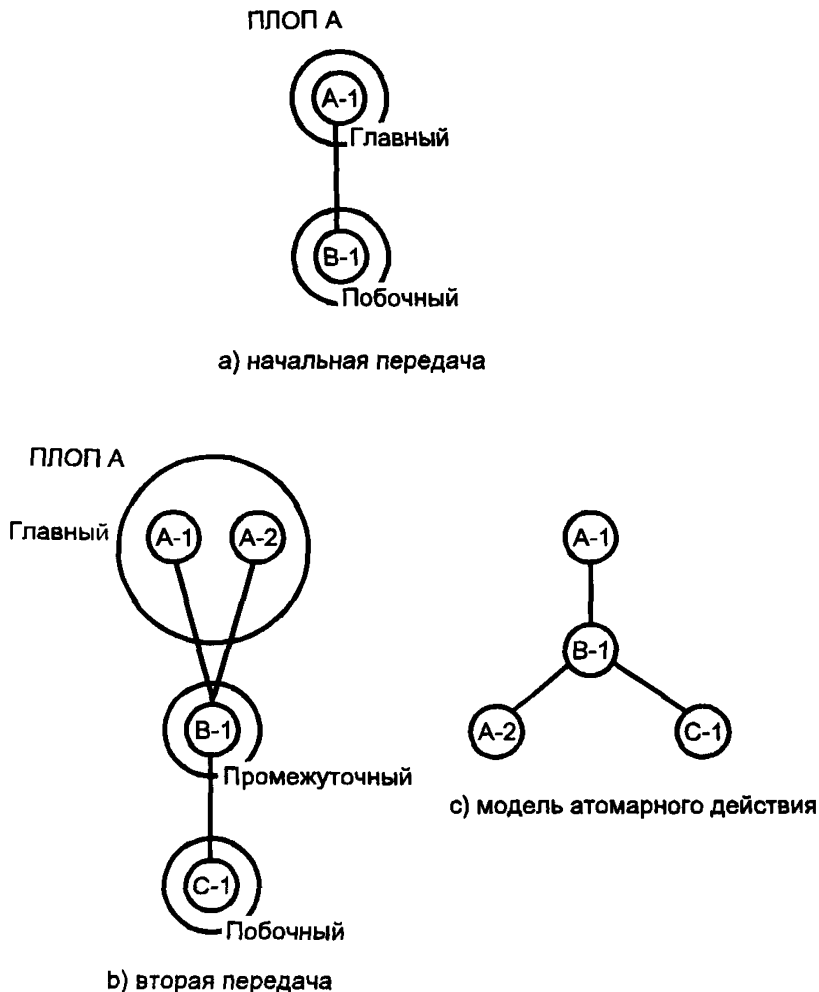 ПЛОП А
А-1
Главный
В-1
Побочный
а) начальная передача
ПЛОП А
Главный
А-1
А-2
В-1
Промежуточный
С-1
Побочный
b) вторая передача
А-1
В-1
А-2
С-1
с) модель атомарного действия